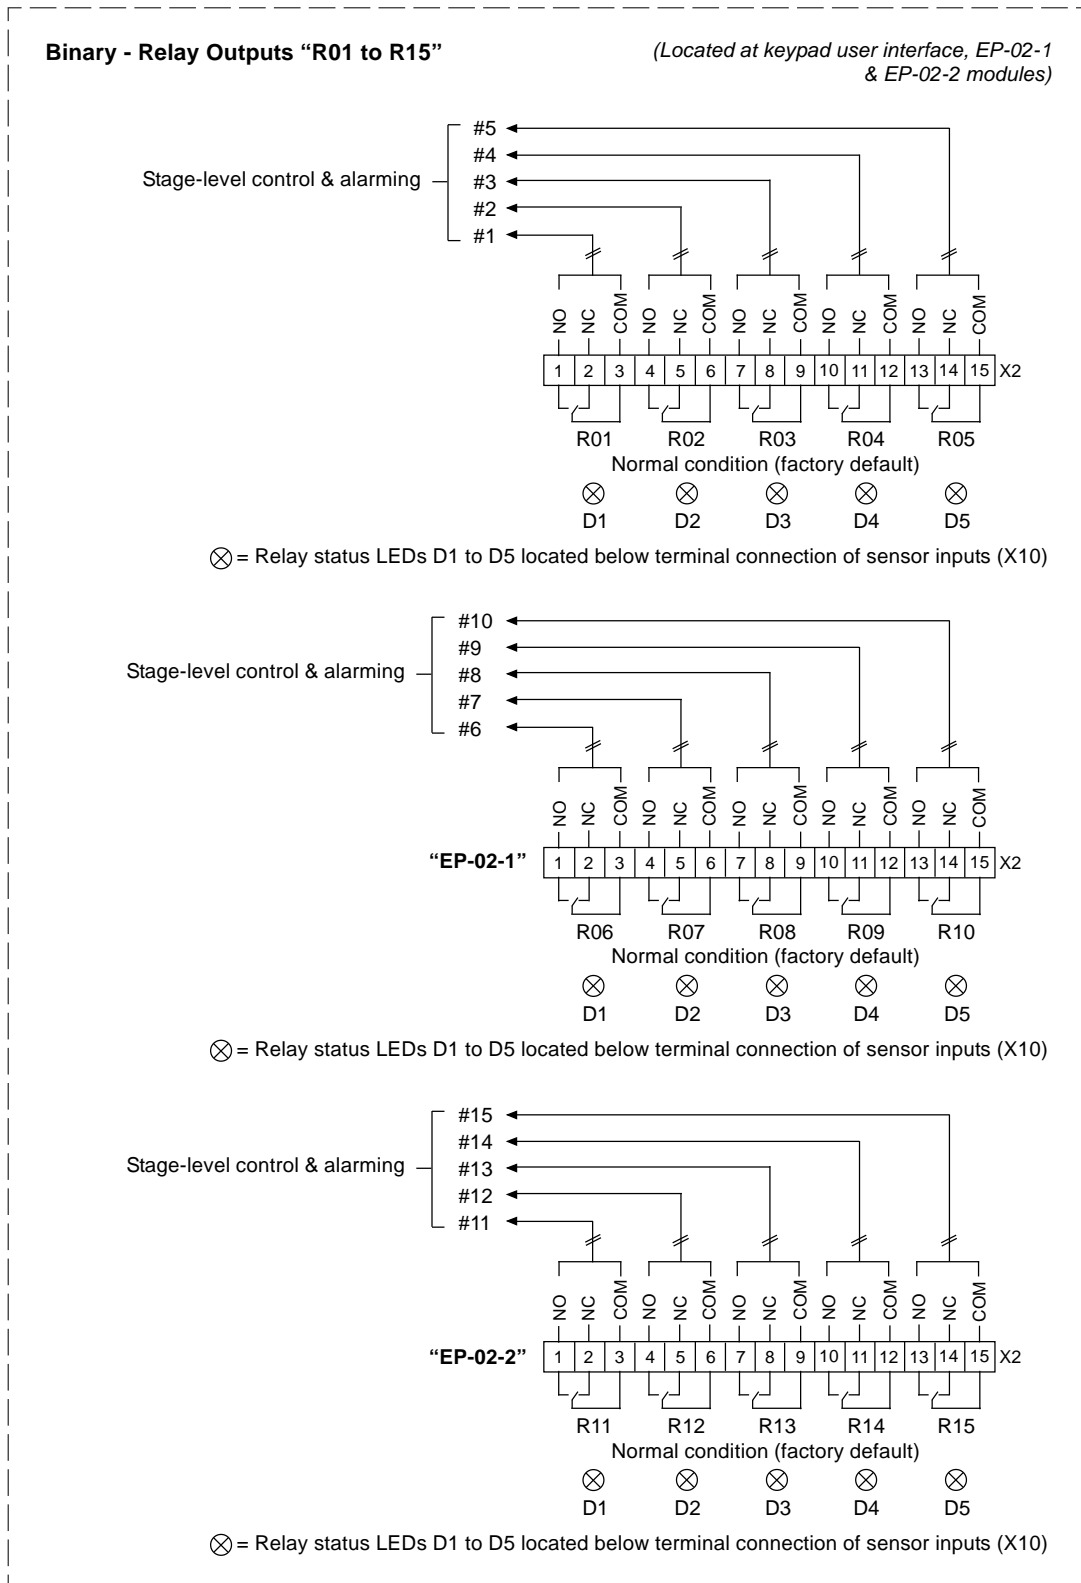 Binary - Relay Outputs “R01 to R15”
(Located at keypad user interface, EP-02-1
& EP-02-2 modules)
#5
#4
Stage-level control & alarming
#3
#2
#1
NO NC COM NO NC COM NO NC COM NO NC COM NO NC COM
1 2 3 4 5 6 7 8 9 10 11 12 13 14 15 X2
R01 R02 R03 R04 R05
Normal condition (factory default)
D1 D2 D3 D4 D5
= Relay status LEDs D1 to D5 located below terminal connection of sensor inputs (X10)
#10
#9
Stage-level control & alarming
#8
#7
#6
NO NC COM NO NC COM NO NC COM NO NC COM NO NC COM
“EP-02-1” 1 2 3 4 5 6 7 8 9 10 11 12 13 14 15 X2
R06 R07 R08 R09 R10
Normal condition (factory default)
D1 D2 D3 D4 D5
= Relay status LEDs D1 to D5 located below terminal connection of sensor inputs (X10)
#15
#14
Stage-level control & alarming
#13
#12
#11
NO NC COM NO NC COM NO NC COM NO NC COM NO NC COM
“EP-02-2” 1 2 3 4 5 6 7 8 9 10 11 12 13 14 15 X2
R11 R12 R13 R14 R15
Normal condition (factory default)
D1 D2 D3 D4 D5
= Relay status LEDs D1 to D5 located below terminal connection of sensor inputs (X10)